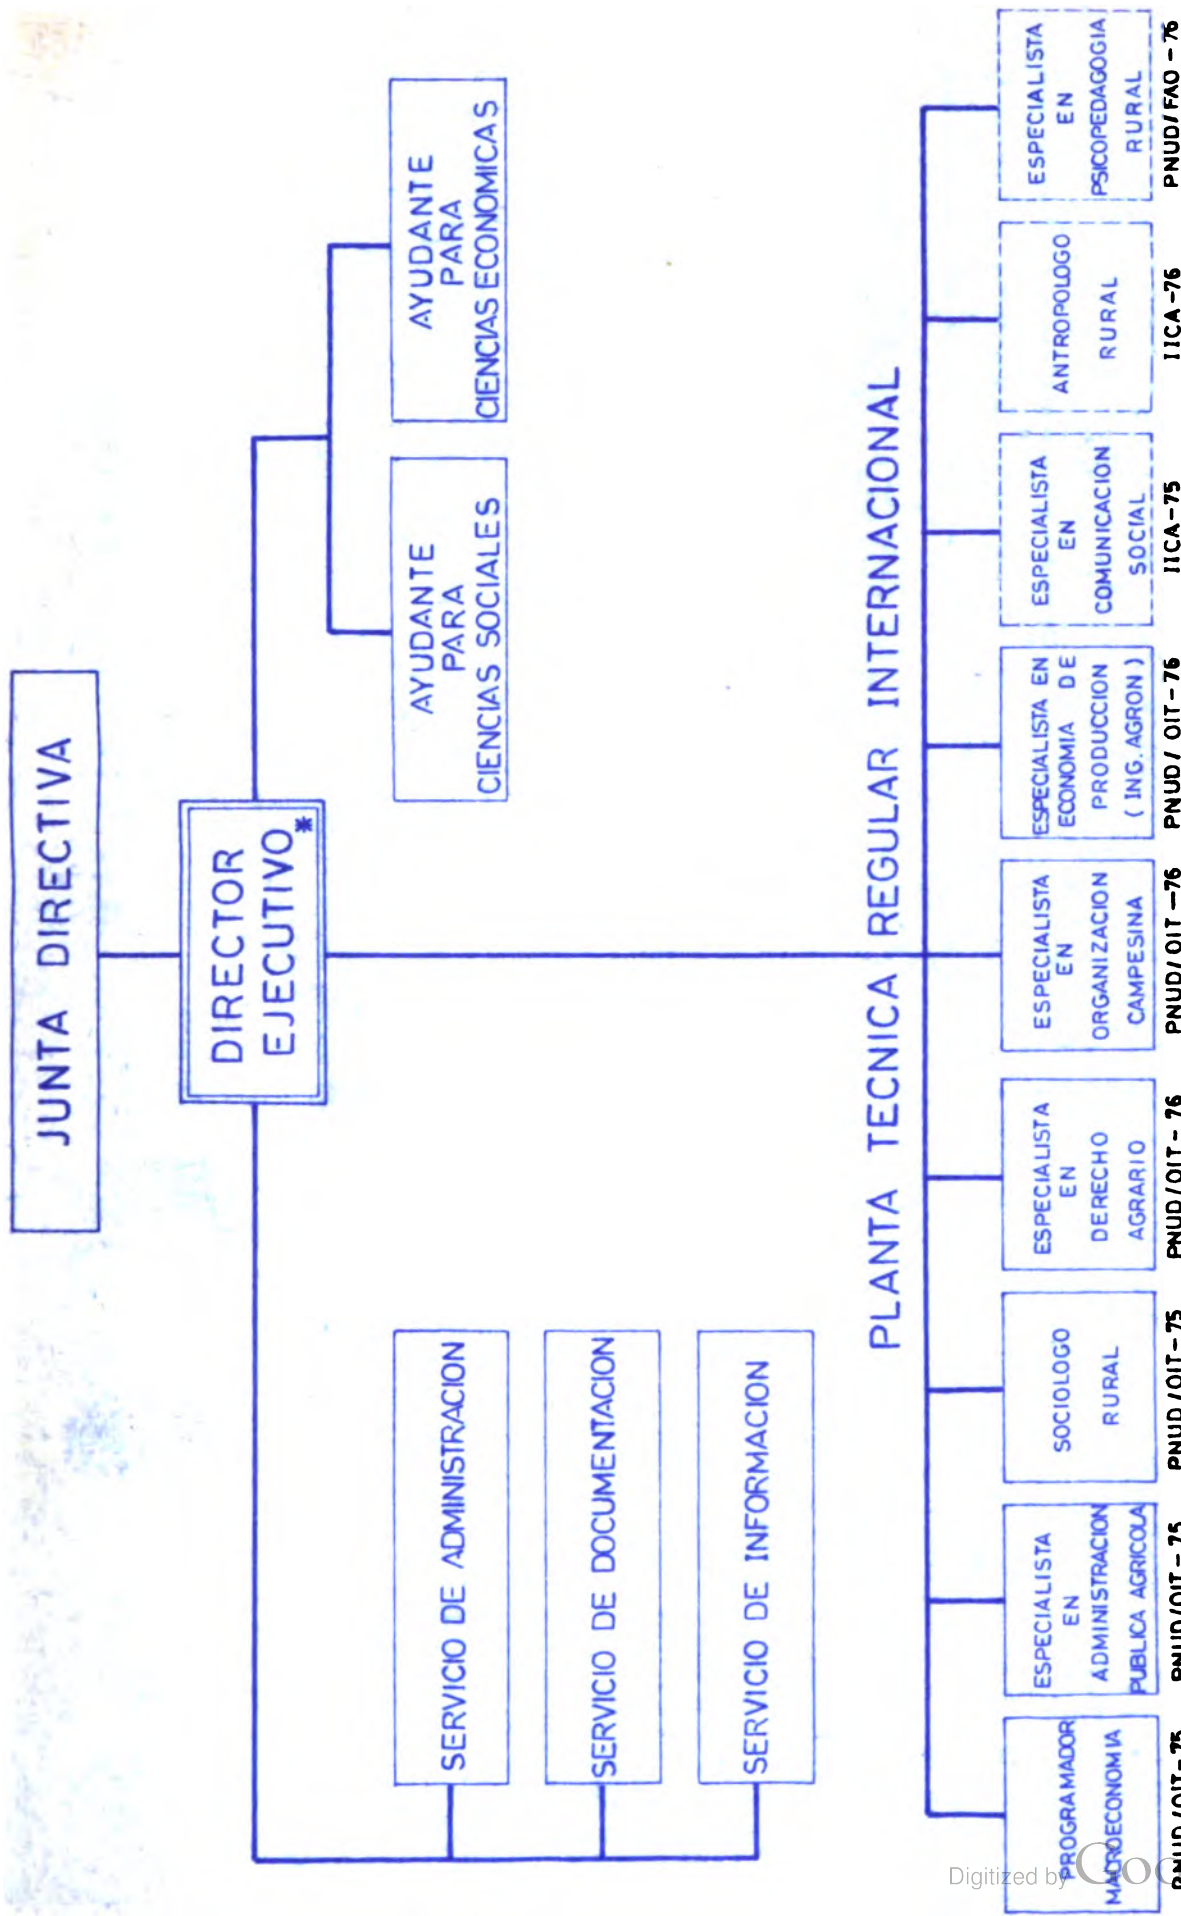 JUNTA DIRECTIVA
DIRECTOR
EJECUTIVO*
SERVICIO DE ADMINISTRACION
SERVICIO DE DOCUMENTACION
SERVICIO DE INFORMACION
AYUDANTE
PARA
CIENCIAS SOCIALES
AYUDANTE
PARA
CIENCIAS ECONOMICAS
PLANTA TECNICA REGULAR INTERNACIONAL
PROGRAMADOR
MACROECONOMIA
PNUD/OIT-75
ESPECIALISTA
EN
ADMINISTRACION
PUBLICA AGRICOLA
PNUD/OIT-75
SOCIOLOGO
RURAL
PNUD/OIT-75
ESPECIALISTA
EN
DERECHO
AGRARIO
PNUD/OIT-76
ESPECIALISTA
EN
ORGANIZACION
CAMPESINA
PNUD/OIT-76
ESPECIALISTA EN
ECONOMIA DE
PRODUCCION
(ING. AGRON)
PNUD/OIT-76
ESPECIALISTA
EN
COMUNICACION
SOCIAL
IICA-75
ANTROPOLOGO
RURAL
IICA-76
ESPECIALISTA
EN
PSICOPEDAGOGIA
RURAL
PNUD/FAO-76
Digitized by